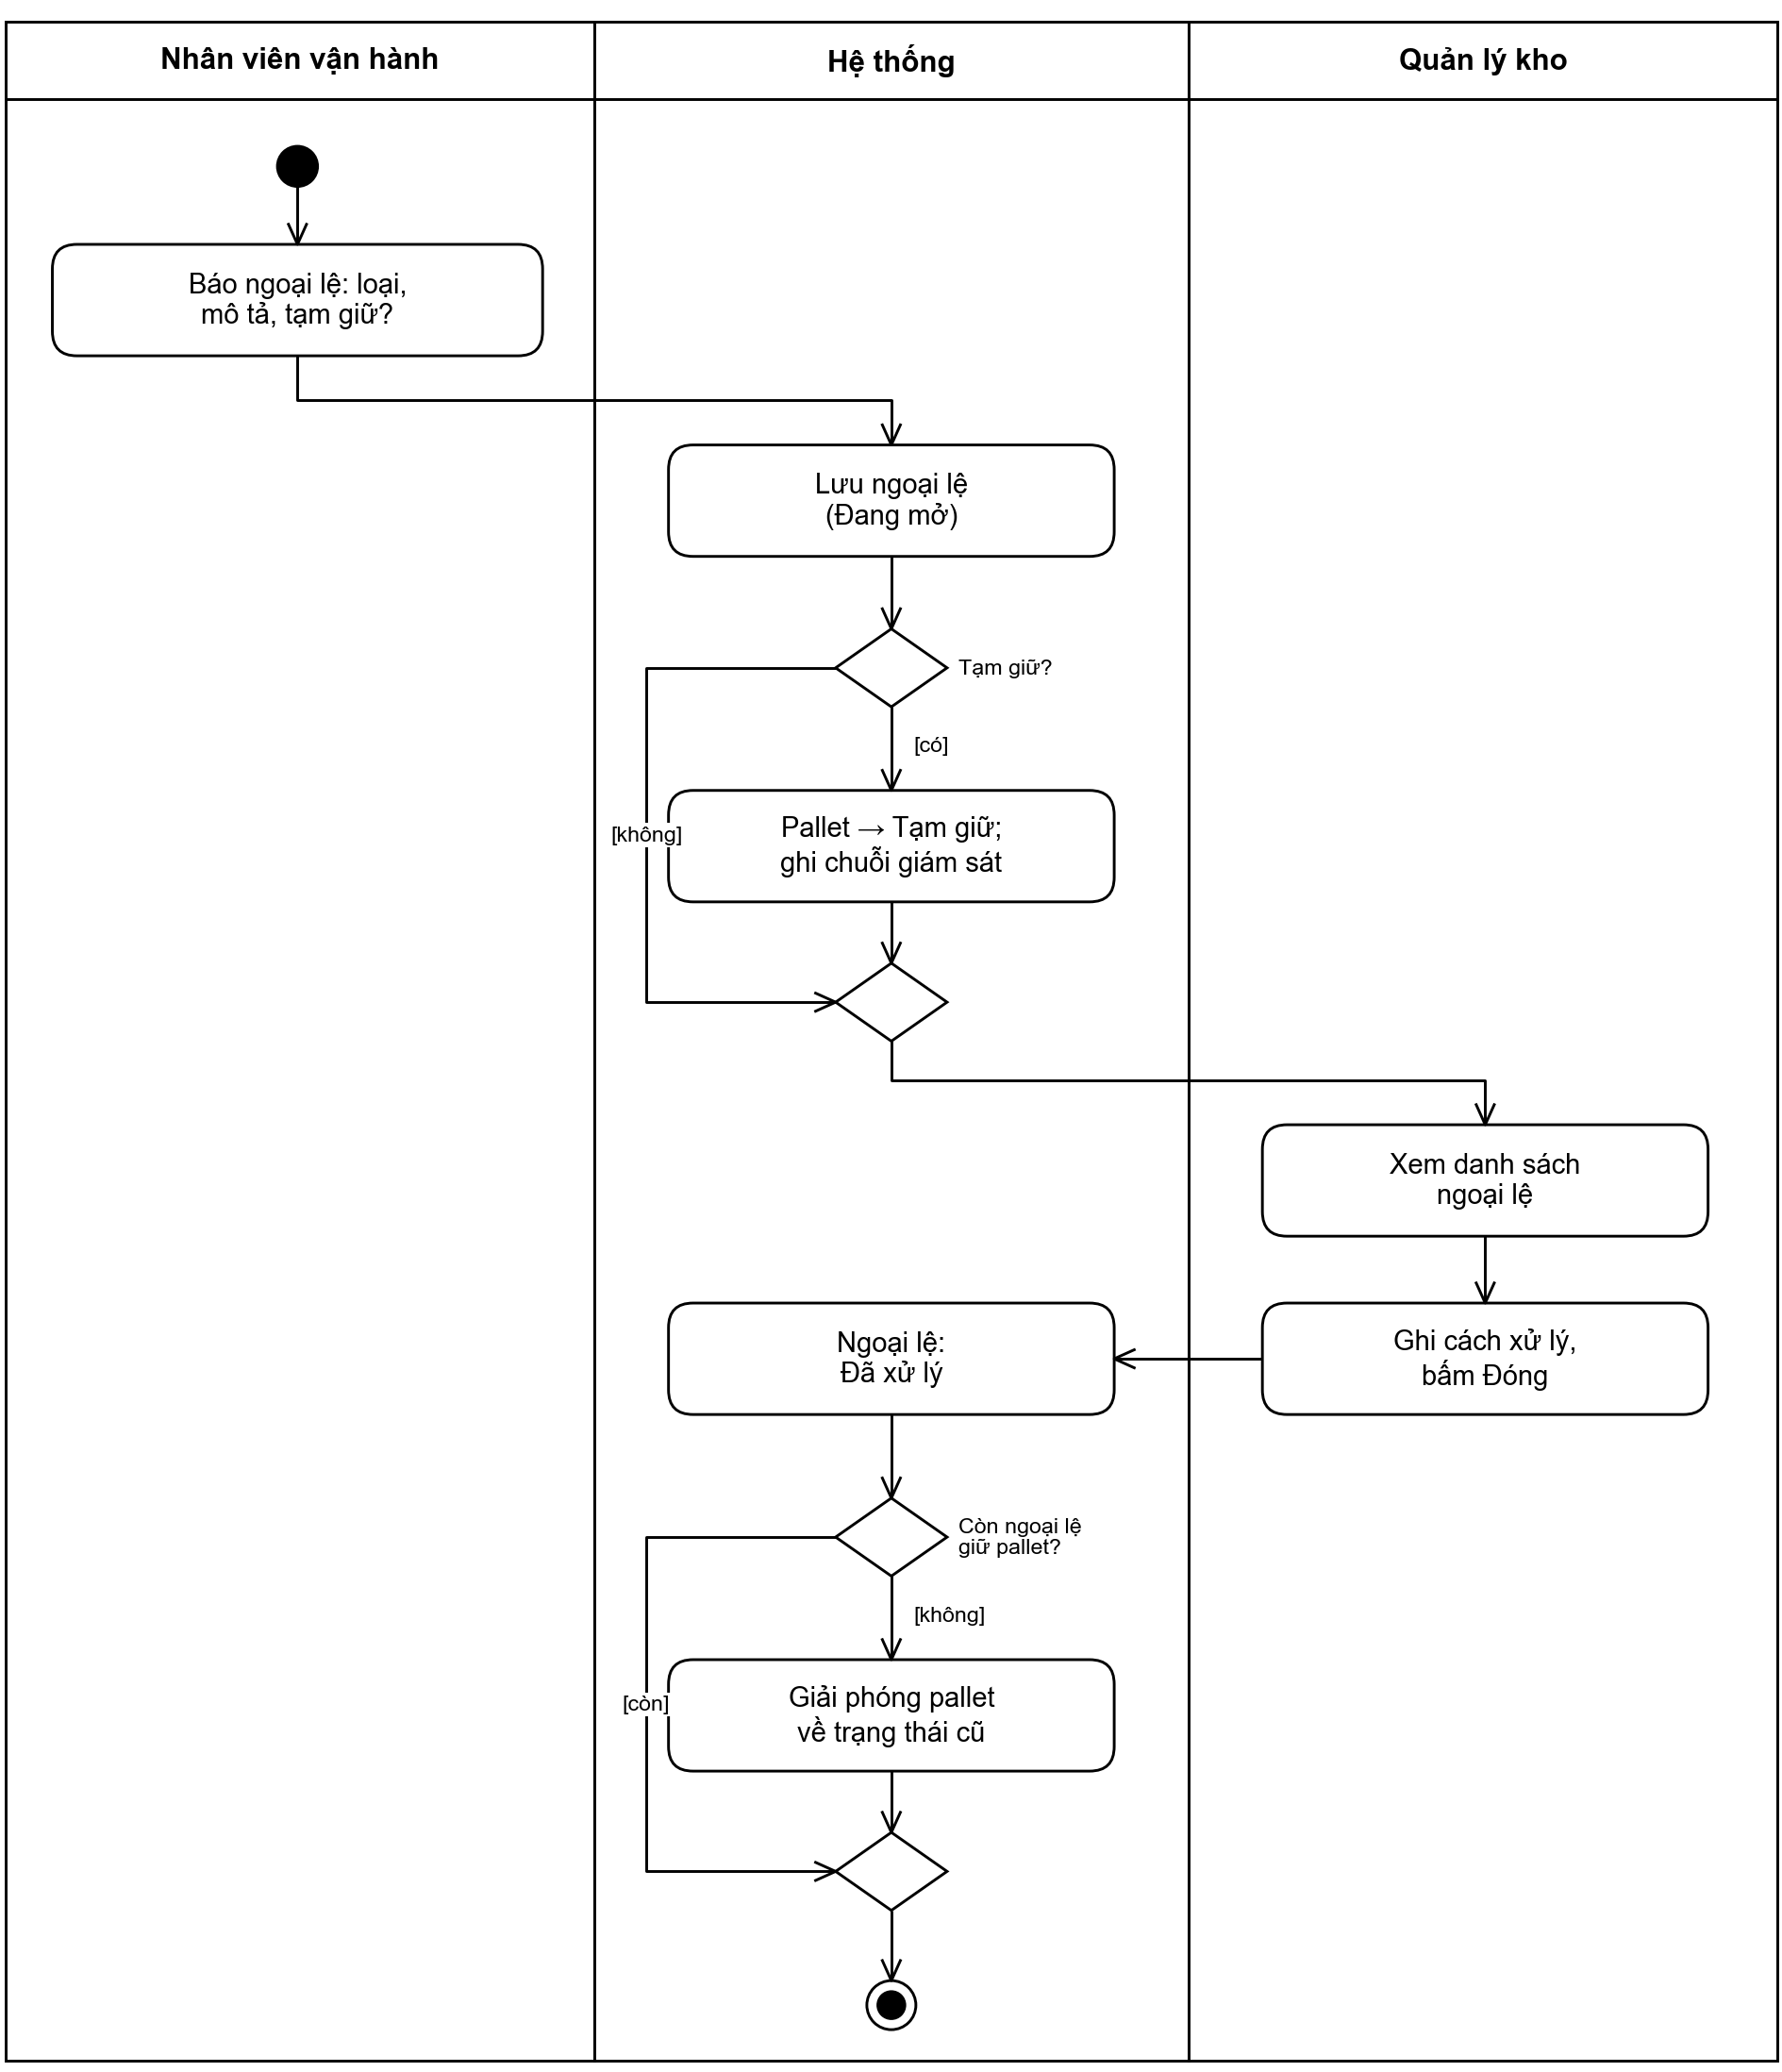 Nhân viên vận hành
Hệ thống
Quản lý kho
Báo ngoại lệ: loại,
mô tả, tạm giữ?
Lưu ngoại lệ
(Đang mở)
Tạm giữ?
[có]
[không]
Pallet → Tạm giữ;
ghi chuỗi giám sát
Xem danh sách
ngoại lệ
Ghi cách xử lý,
bấm Đóng
Ngoại lệ:
Đã xử lý
Còn ngoại lệ
giữ pallet?
[không]
[còn]
Giải phóng pallet
về trạng thái cũ